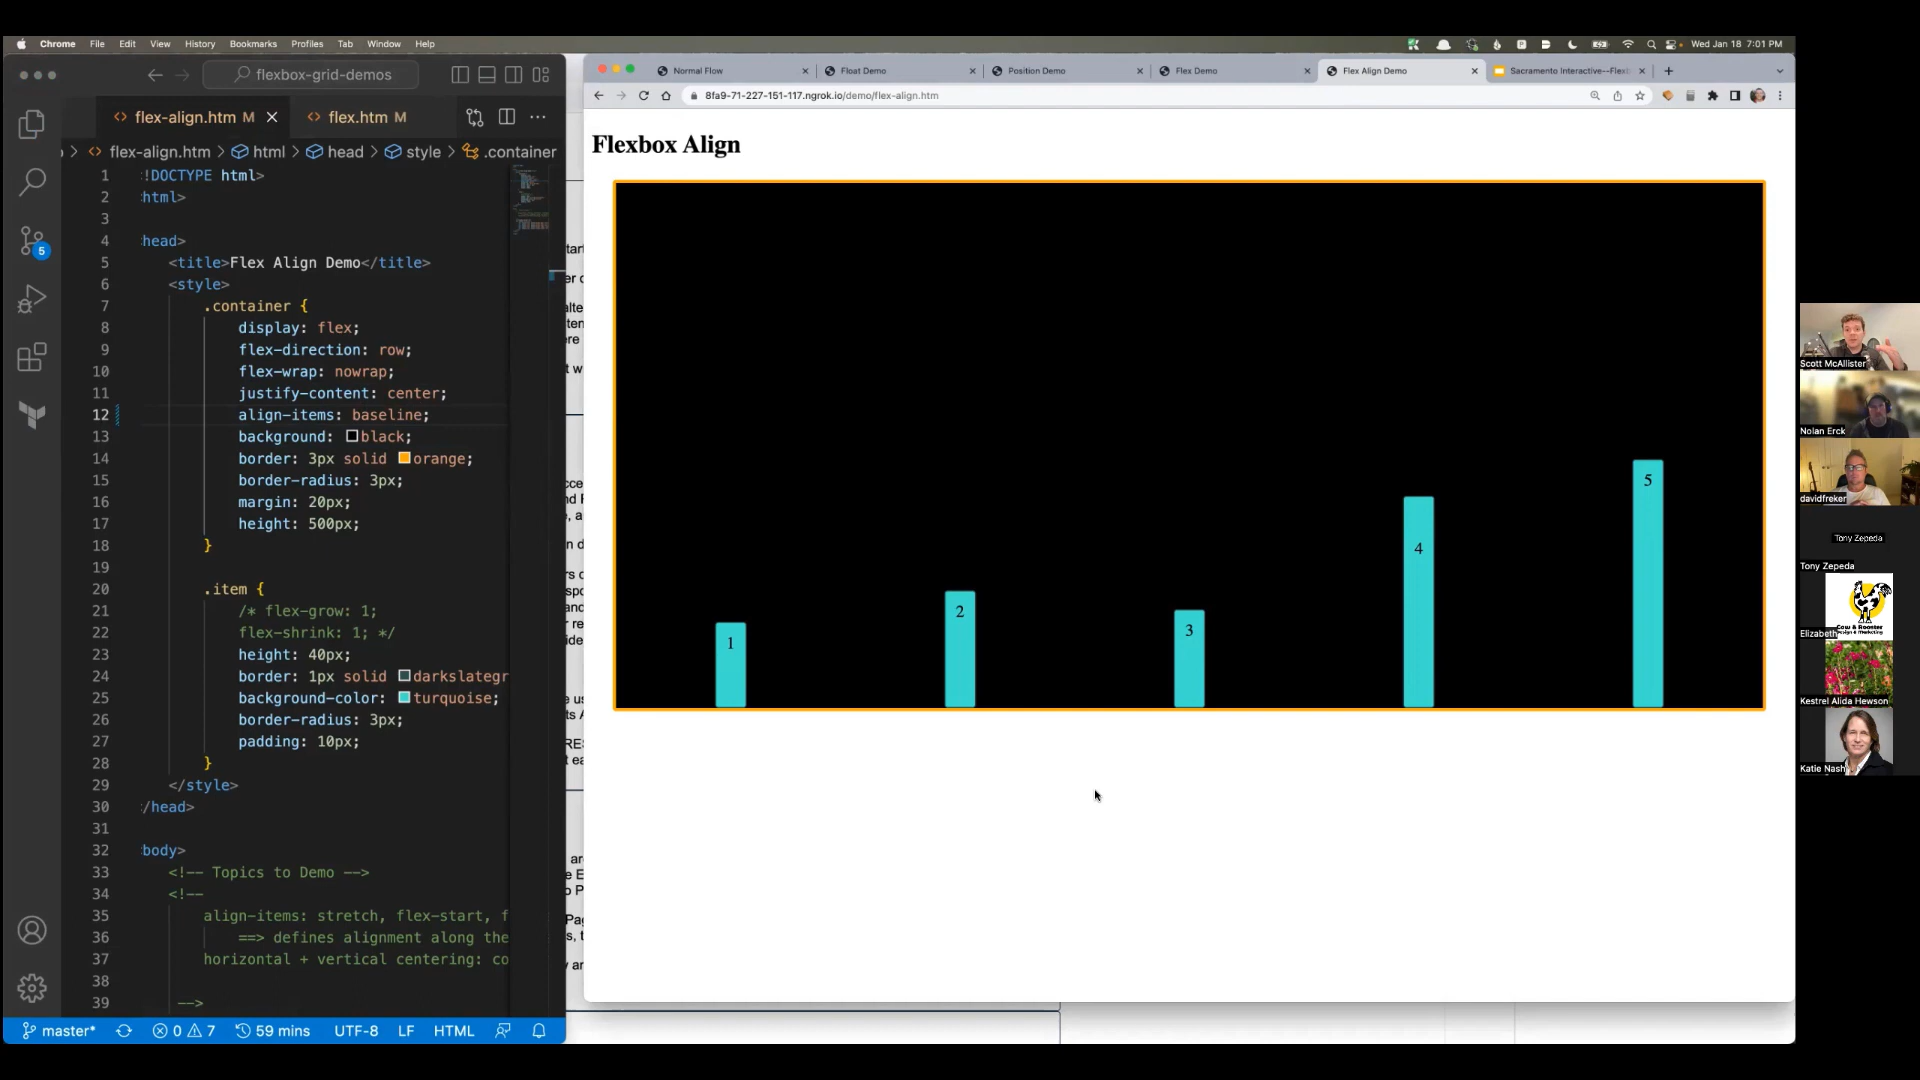 Chrome File Edit View History Bookmarks Profiles Tab Window Help
Wed Jan 18 7:01 PM
flexbox-grid-demos
flex-align.htm M
flex.htm M
flex-align.htm > html > head > style > .container
1 !DOCTYPE html>
2 html>
3
4 head>
5 <title>Flex Align Demo</title>
6 <style>
7 .container {
8 display: flex;
9 flex-direction: row;
10 flex-wrap: nowrap;
11 justify-content: center;
12 align-items: baseline;
13 background: black;
14 border: 3px solid orange;
15 border-radius: 3px;
16 margin: 20px;
17 height: 500px;
18 }
19
20 .item {
21 /* flex-grow: 1;
22 flex-shrink: 1; */
23 height: 40px;
24 border: 1px solid darkslategr
25 background-color: turquoise;
26 border-radius: 3px;
27 padding: 10px;
28 }
29 </style>
30 /head>
31
32 body>
33 <!-- Topics to Demo -->
34 <!--
35 align-items: stretch, flex-start, f
36 ==> defines alignment along the
37 horizontal + vertical centering: co
38
39 -->
5
master* 0 7 59 mins UTF-8 LF HTML
Normal Flow
Float Demo
Position Demo
Flex Demo
Flex Align Demo
Sacramento Interactive--Flexb
8fa9-71-227-151-117.ngrok.io/demo/flex-align.htm
Flexbox Align
1
2
3
4
5
Scott McAllister
Nolan Erck
davidfreker
Tony Zepeda
Tony Zepeda
Cow & Rooster
Design & Marketing
Elizabeth
Kestrel Alida Hewson
Katie Nash